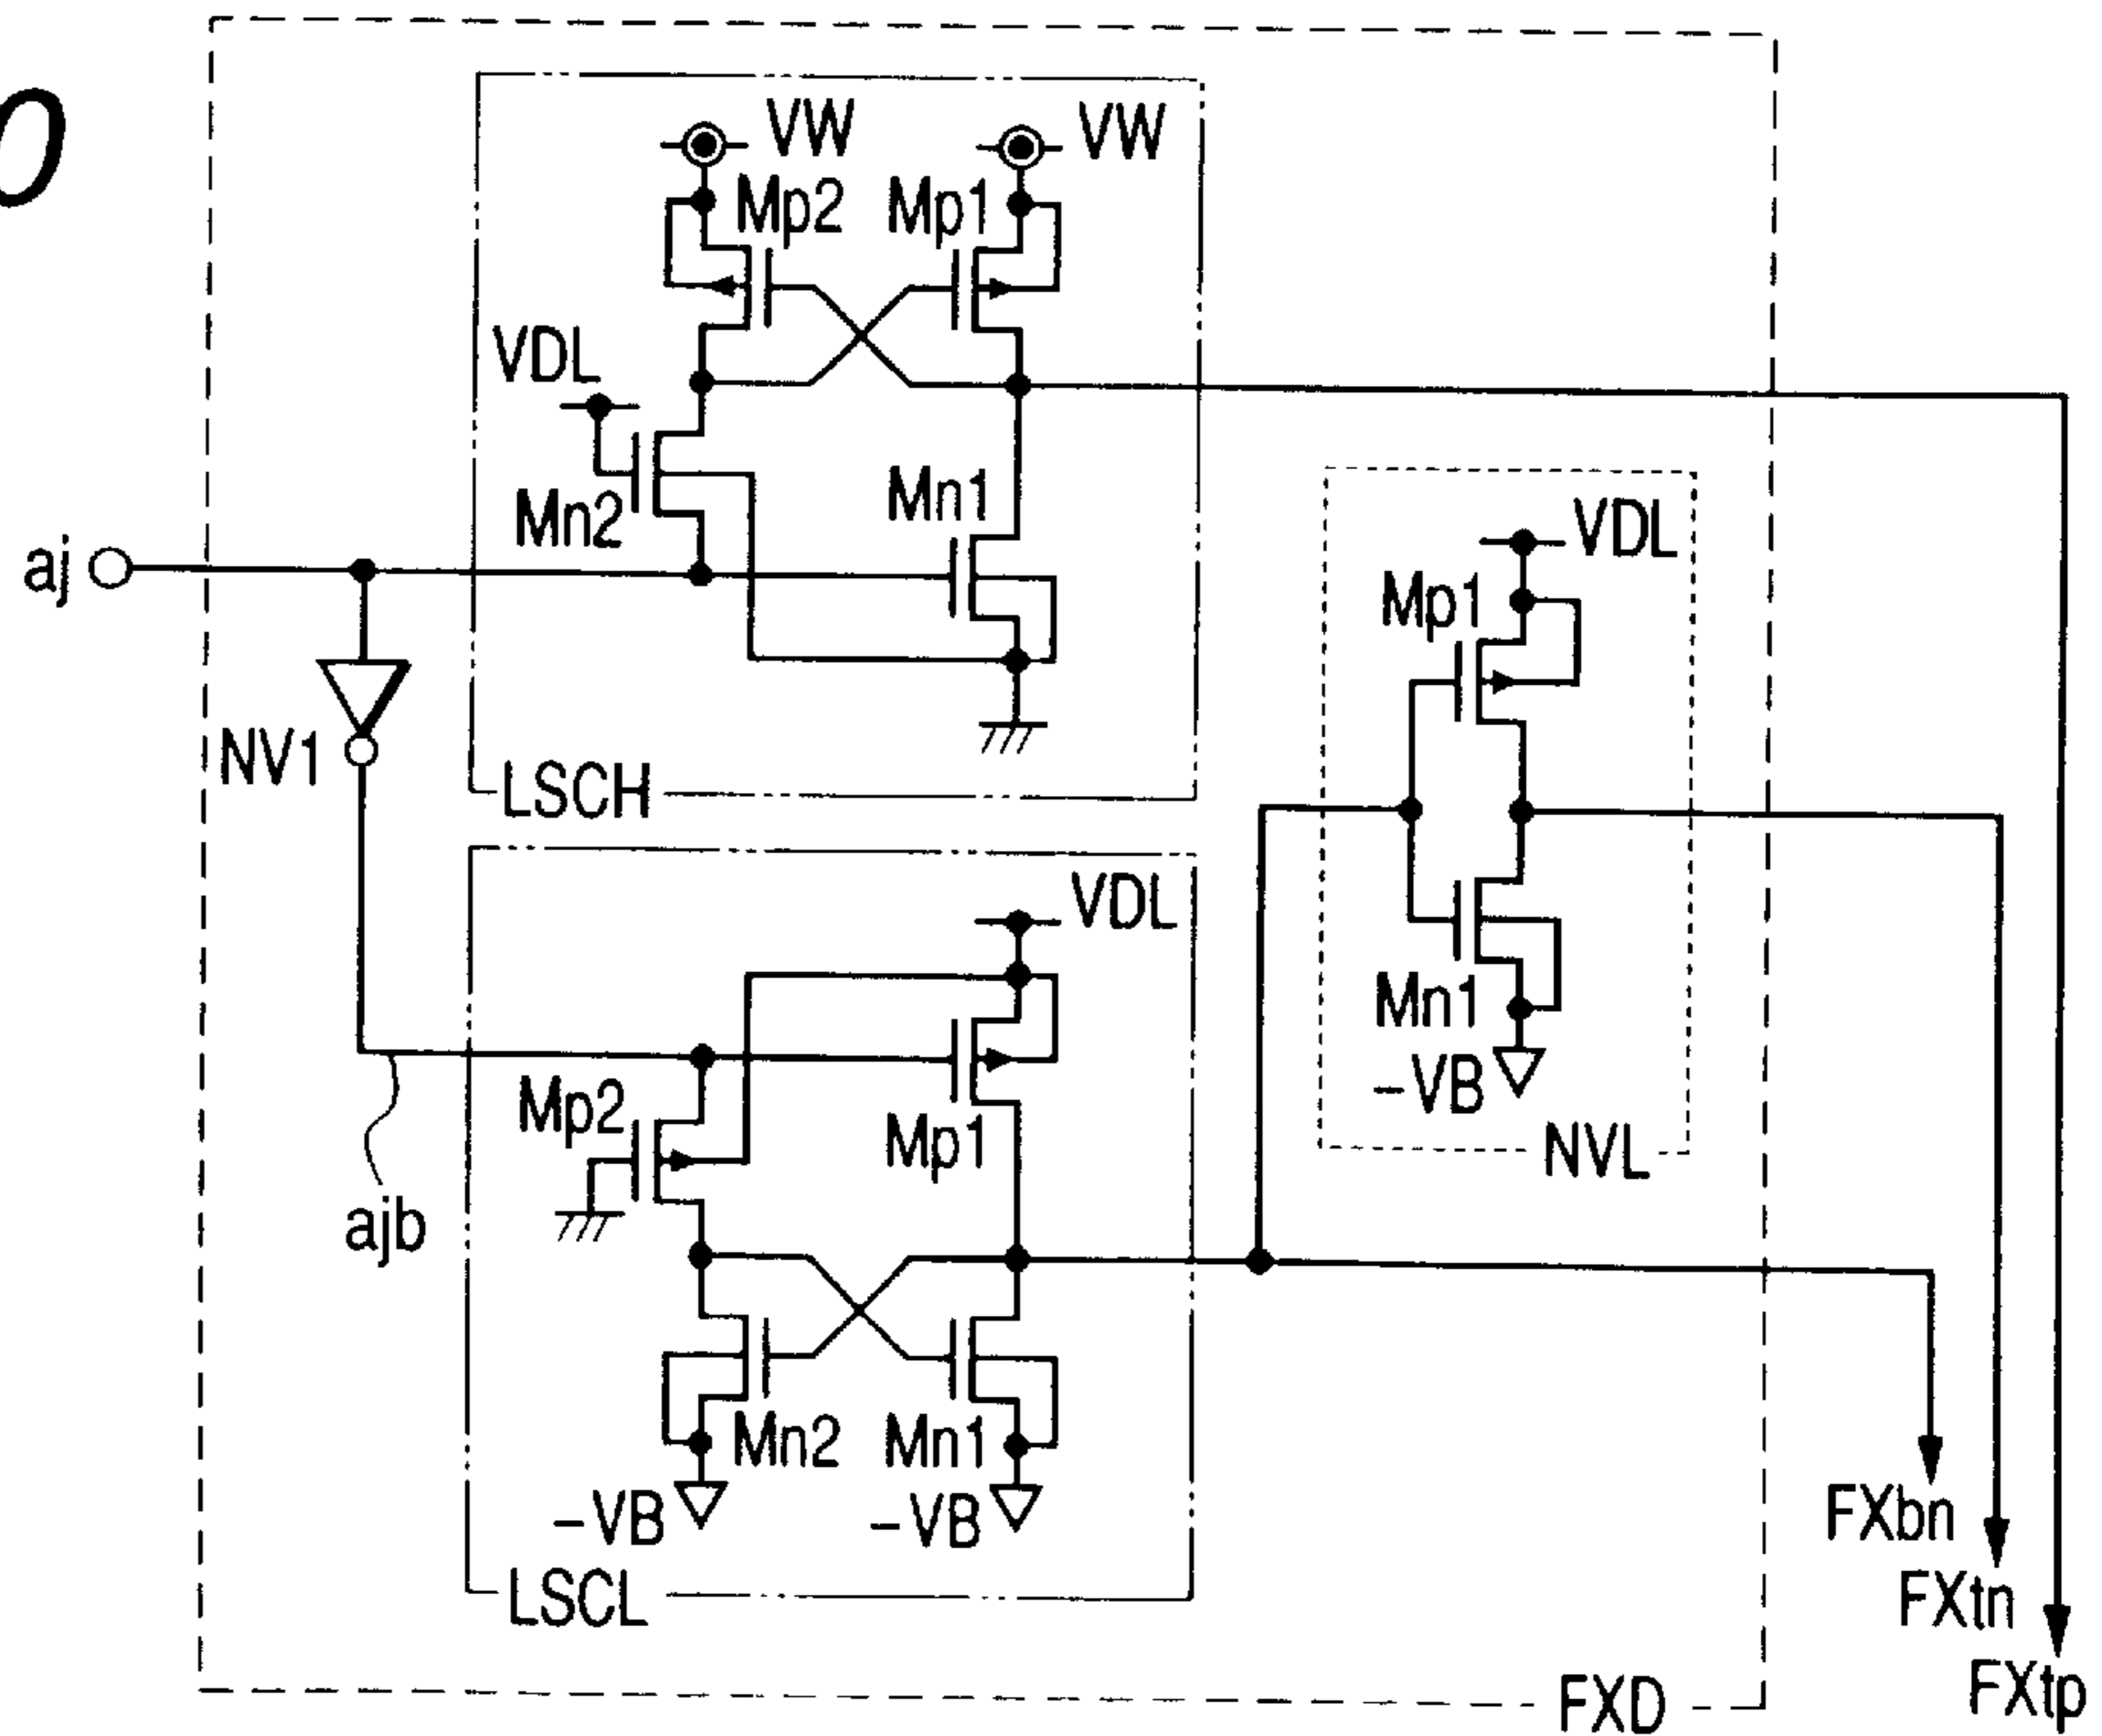 0
VW
VW
Mp2
Mp1
VDL
Mn2
Mn1
aj
VDL
Mp1
NV1
LSCH
VDL
Mn1
-VB
Mp2
Mp1
NVL
ajb
Mn2
Mn1
-VB
-VB
FXbn
LSCL
FXtn
FXD
FXtp